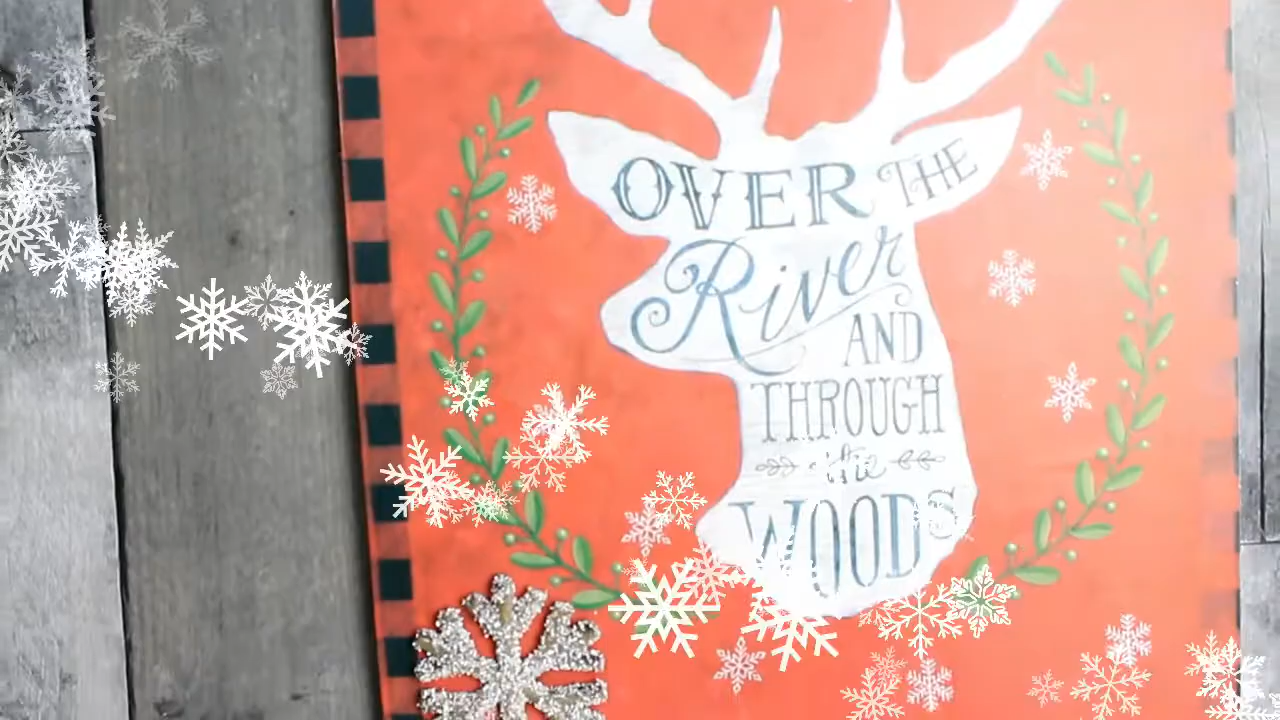 OVER THE
River
AND
THROUGH
the
WOODS